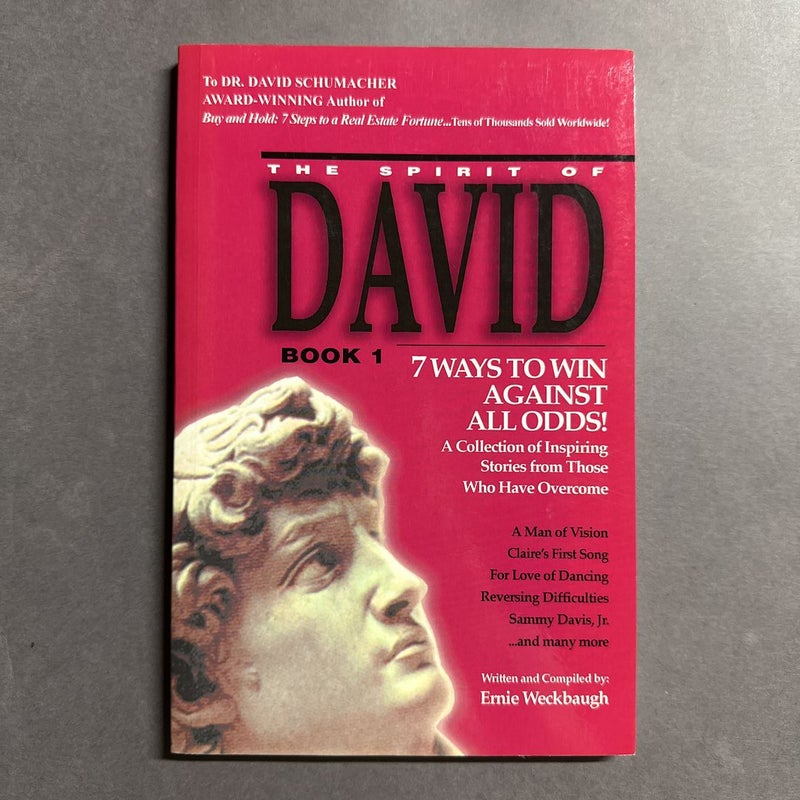 To DR. DAVID SCHUMACHER
AWARD-WINNING Author of
Buy and Hold: 7 Steps to a Real Estate Fortune...Tens of Thousands Sold Worldwide!
THE SPIRIT OF
DAVID
BOOK 1
7 WAYS TO WIN
AGAINST
ALL ODDS!
A Collection of Inspiring
Stories from Those
Who Have Overcome
A Man of Vision
Claire's First Song
For Love of Dancing
Reversing Difficulties
Sammy Davis, Jr.
...and many more
Written and Compiled by:
Ernie Weckbaugh